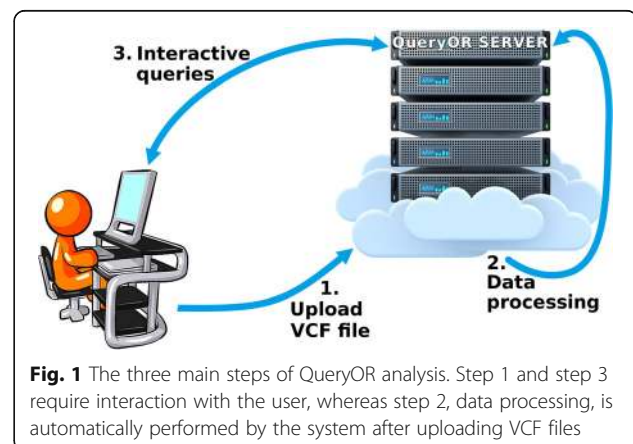 QueryOR SERVER
3. Interactive
queries
1.
Upload
VCF file
2.
Data
processing
Fig. 1 The three main steps of QueryOR analysis. Step 1 and step 3
require interaction with the user, whereas step 2, data processing, is
automatically performed by the system after uploading VCF files